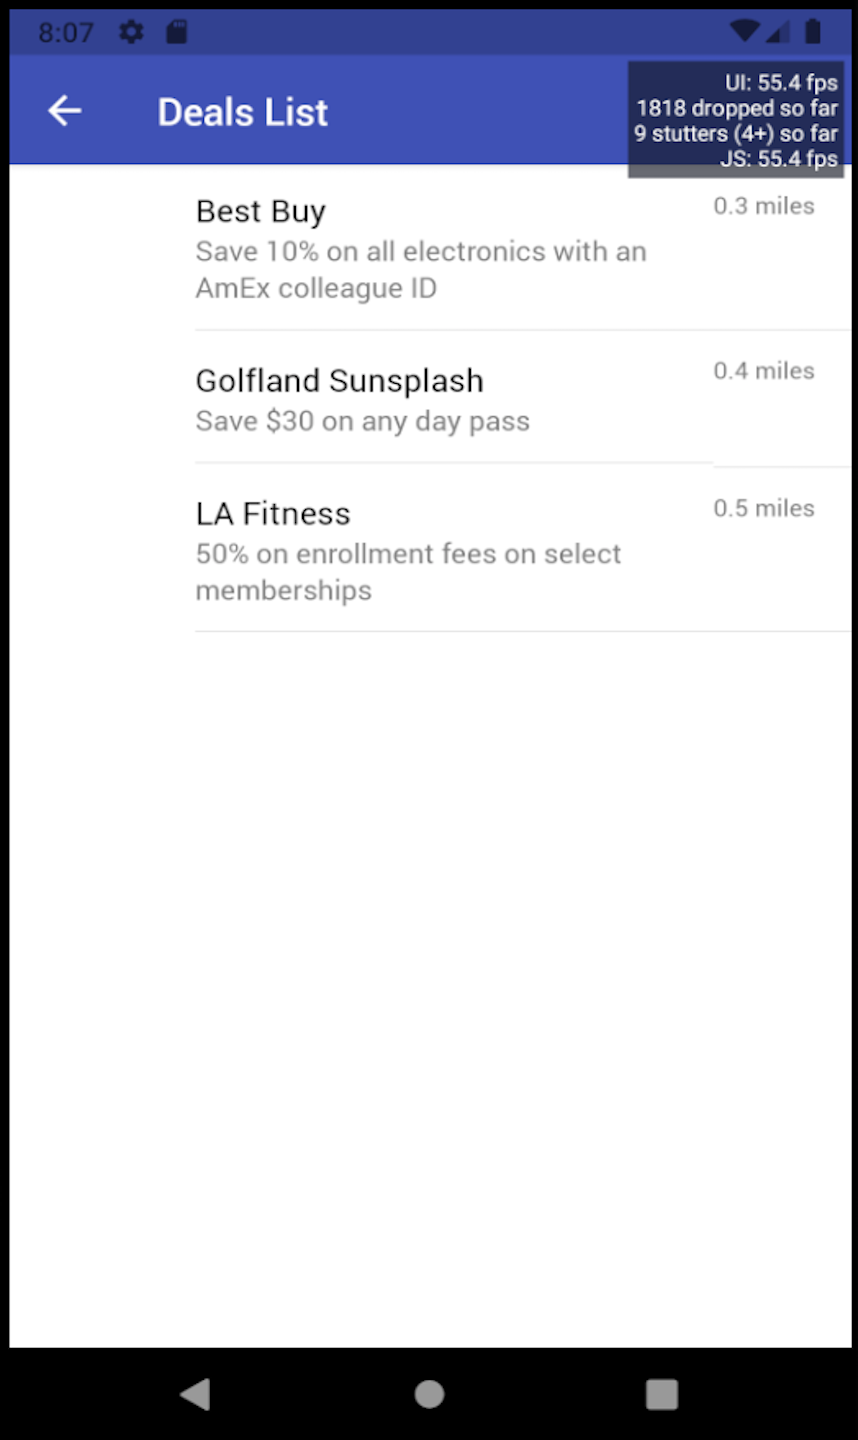 8:07
Deals List
UI: 55.4 fps
1818 dropped so far
9 stutters (4+) so far
JS: 55.4 fps
Best Buy
0.3 miles
Save 10% on all electronics with an
AmEx colleague ID
Golfland Sunsplash
0.4 miles
Save $30 on any day pass
LA Fitness
0.5 miles
50% on enrollment fees on select
memberships